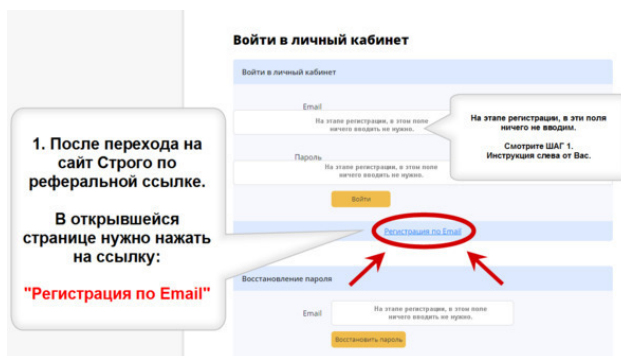 Войти в личный кабинет
Войти в личный кабинет
Email
На этапе регистрации, в этом поле
ничего вводить не нужно.
Пароль
На этапе регистрации, в этом поле
ничего вводить не нужно.
Войти
Регистрация по Email
Восстановление пароля
Email
На этапе регистрации, в этом поле
ничего вводить не нужно.
Восстановить пароль
1. После перехода на
сайт Строго по
реферальной ссылке.
В открывшейся
странице нужно нажать
на ссылку:
"Регистрация по Email"
На этапе регистрации, в эти поля
ничего не вводим.
Смотрите ШАГ 1.
Инструкция слева от Вас.